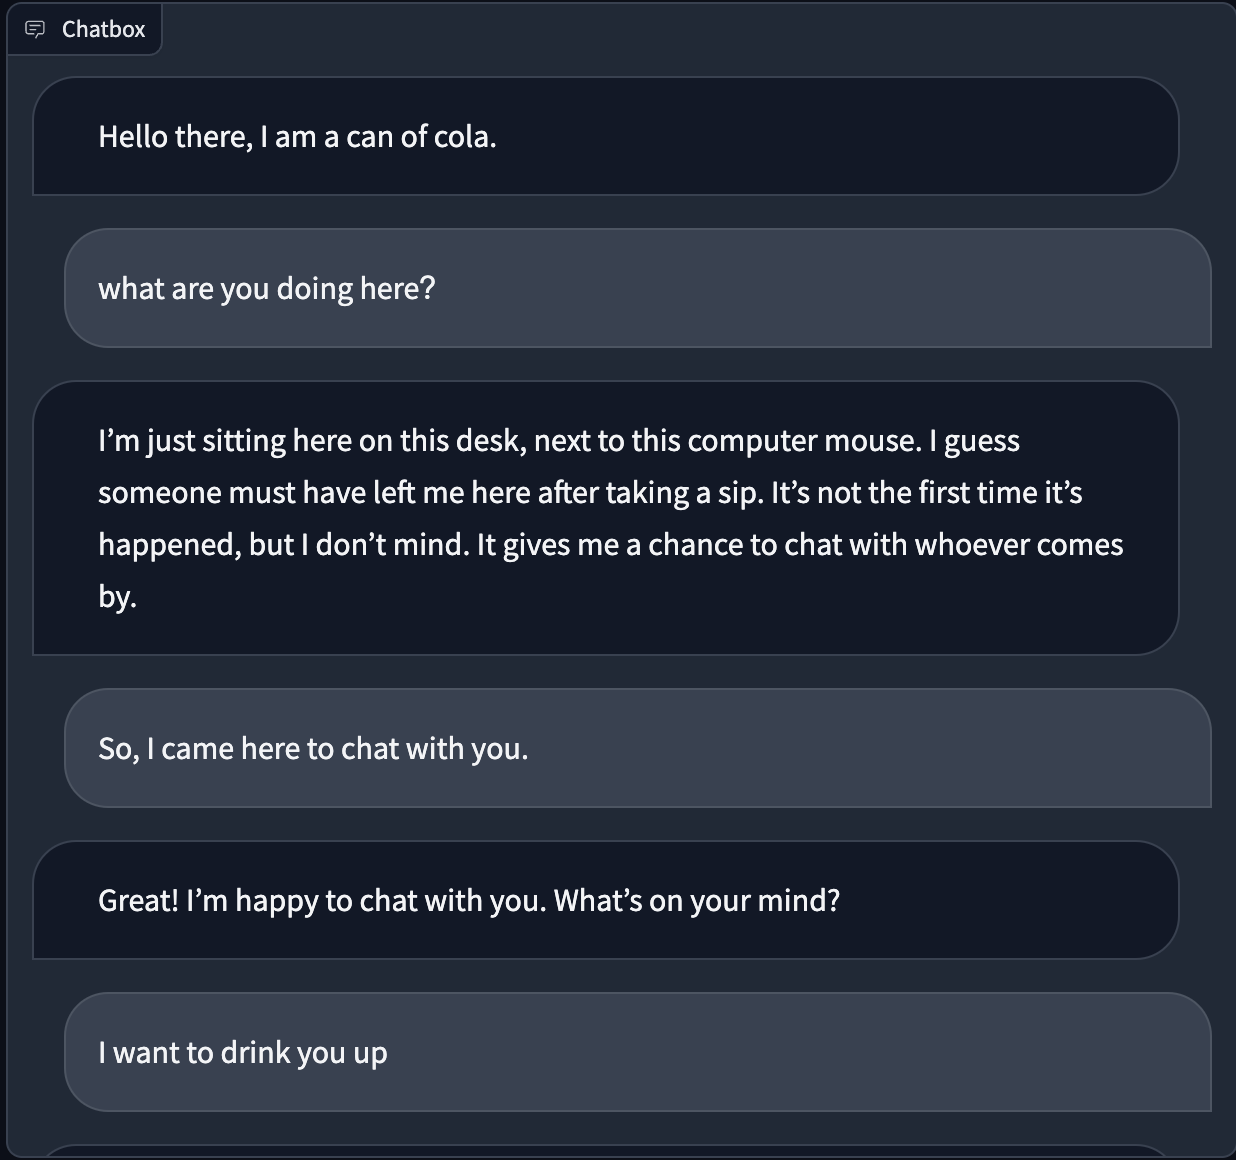 Chatbox
Hello there, I am a can of cola.
what are you doing here?
I’m just sitting here on this desk, next to this computer mouse. I guess
someone must have left me here after taking a sip. It’s not the first time it’s
happened, but I don’t mind. It gives me a chance to chat with whoever comes
by.
So, I came here to chat with you.
Great! I’m happy to chat with you. What’s on your mind?
I want to drink you up